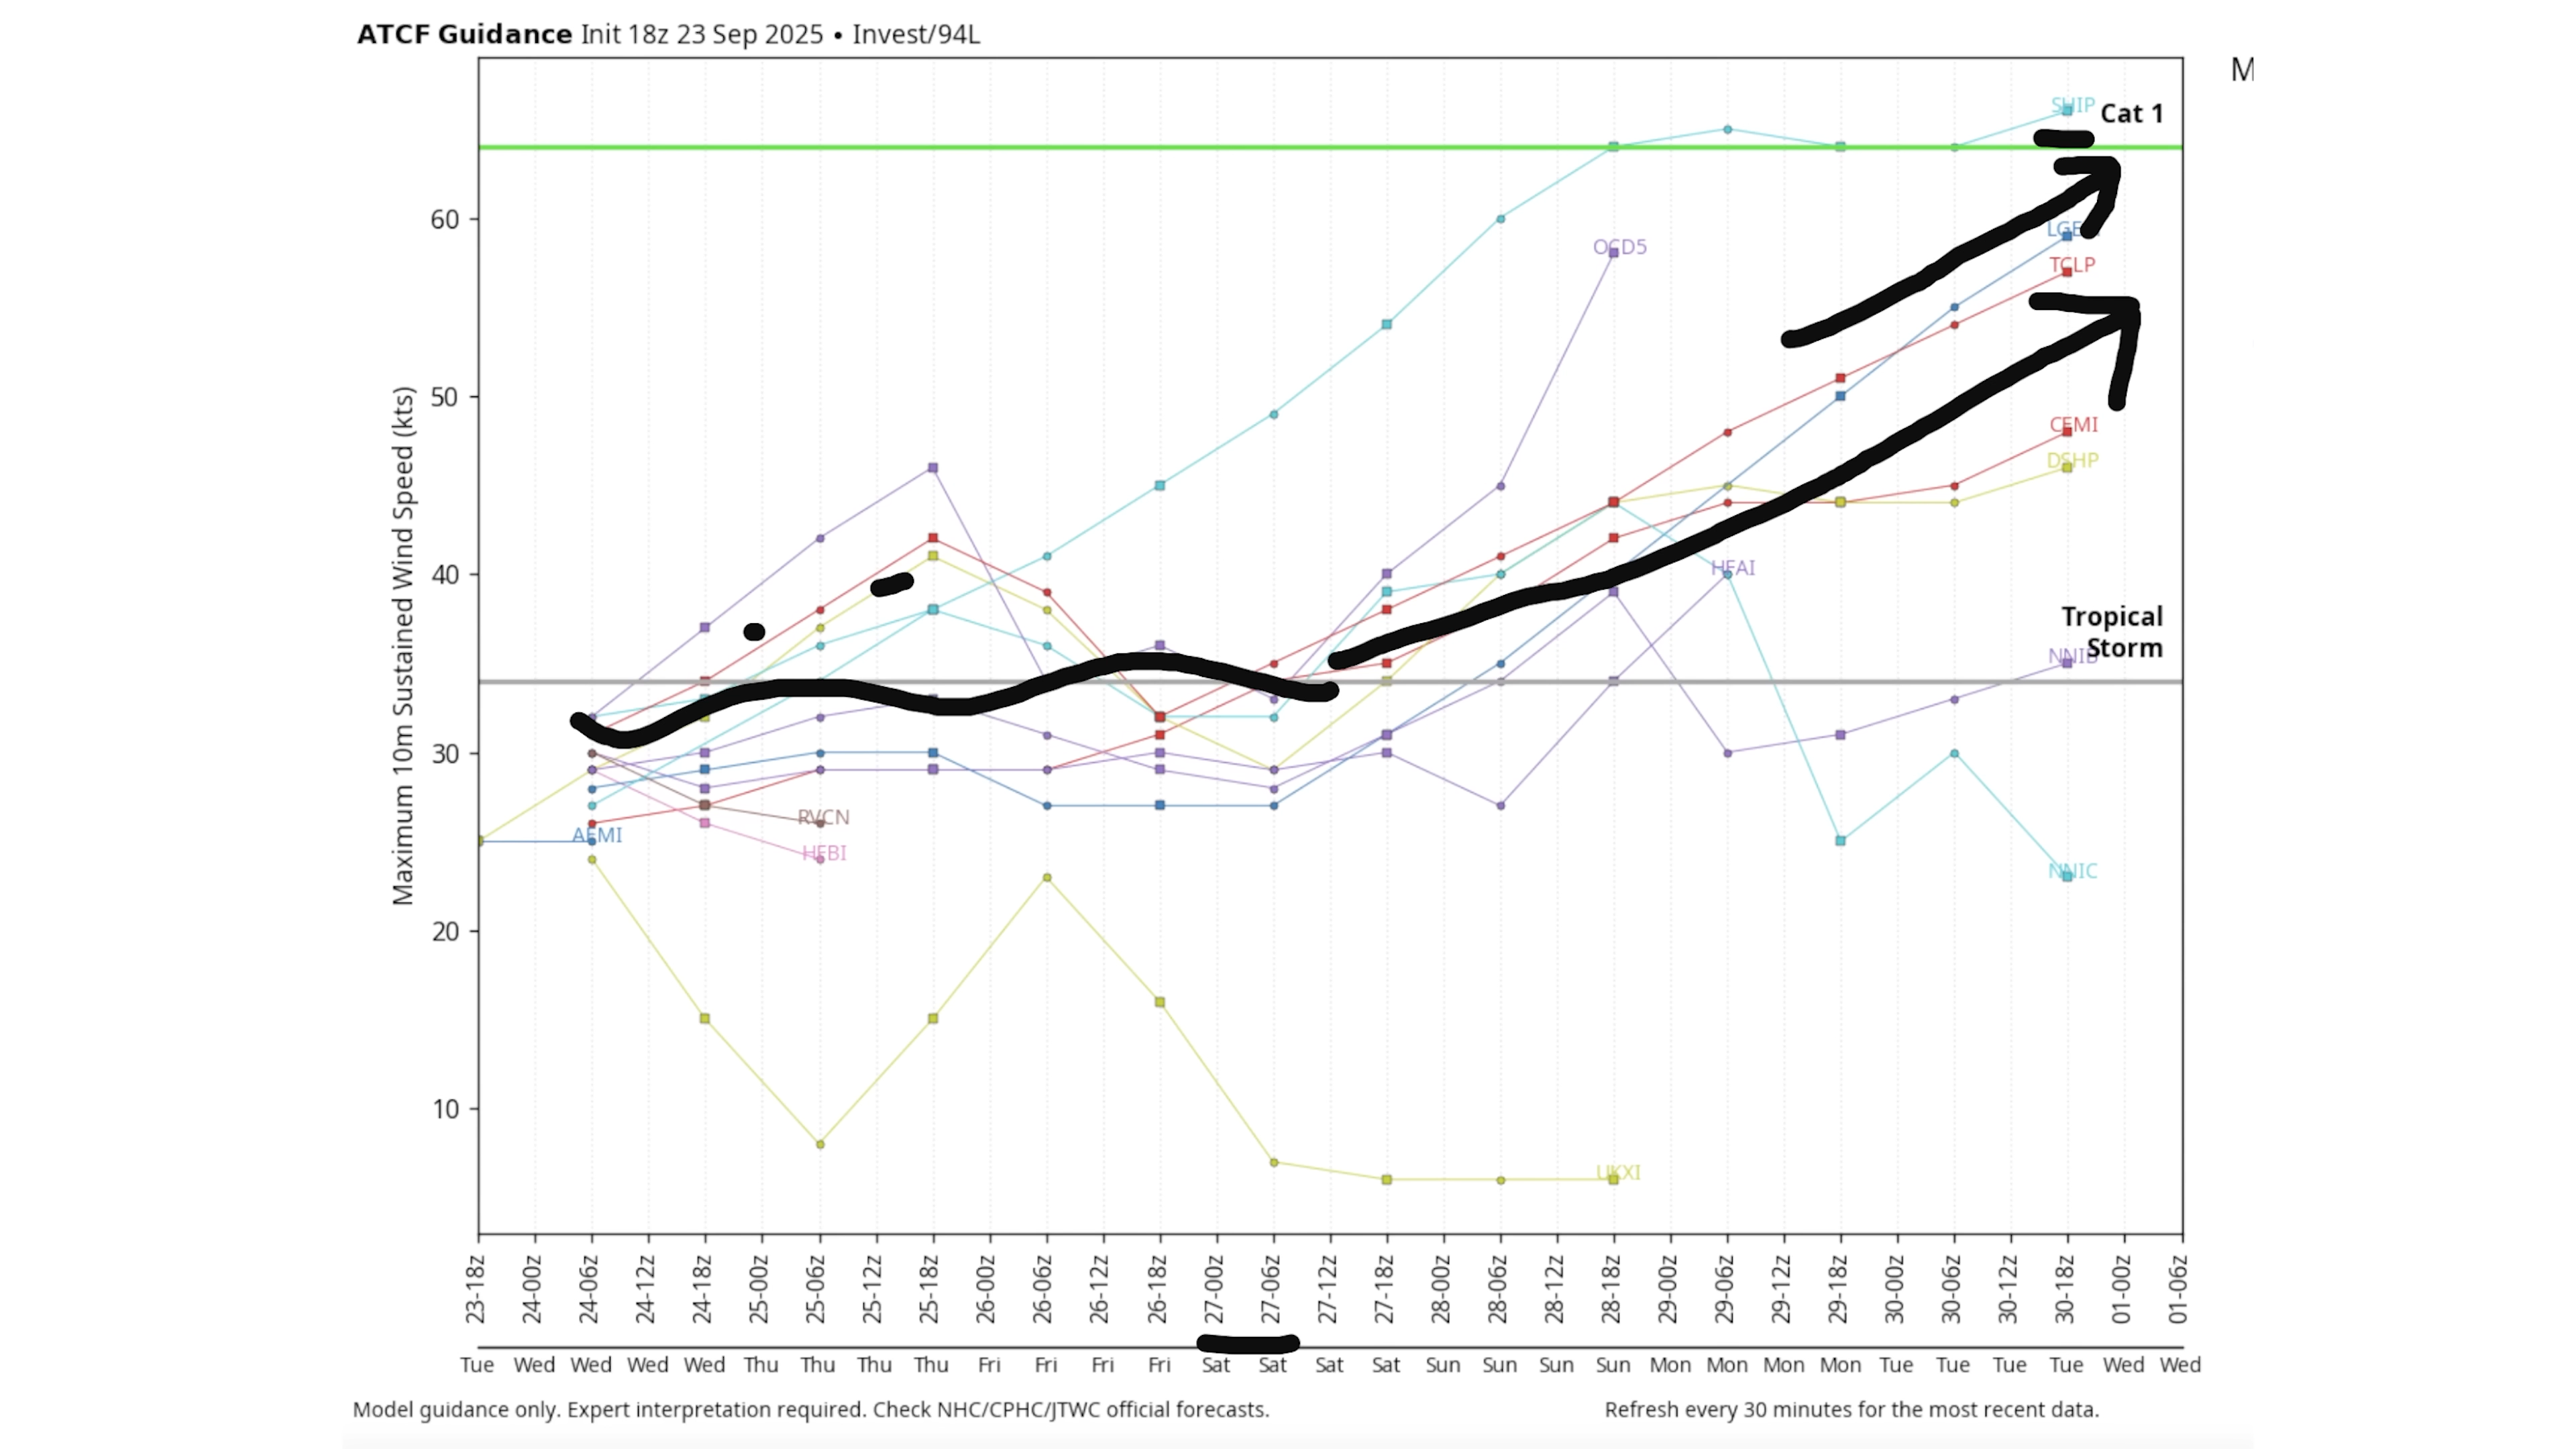 ATCF Guidance Init 18z 23 Sep 2025 • Invest/94L
M
SHIP
Cat 1
60
LGE
OCD5
TCLP
50
CEMI
DSHP
40
HFAI
Tropical
Storm
NNIB
30
RVCN
AEMI
HFBI
NNIC
20
10
UKXI
Maximum 10m Sustained Wind Speed (kts)
23-18z 24-00z 24-06z 24-12z 24-18z 25-00z 25-06z 25-12z 25-18z 26-00z 26-06z 26-12z 26-18z 27-00z 27-06z 27-12z 27-18z 28-00z 28-06z 28-12z 28-18z 29-00z 29-06z 29-12z 29-18z 30-00z 30-06z 30-12z 30-18z 01-00z 01-06z
Tue Wed Wed Wed Wed Thu Thu Thu Thu Fri Fri Fri Fri Sat Sat Sat Sat Sun Sun Sun Sun Mon Mon Mon Mon Tue Tue Tue Tue Wed Wed
Model guidance only. Expert interpretation required. Check NHC/CPHC/JTWC official forecasts.
Refresh every 30 minutes for the most recent data.